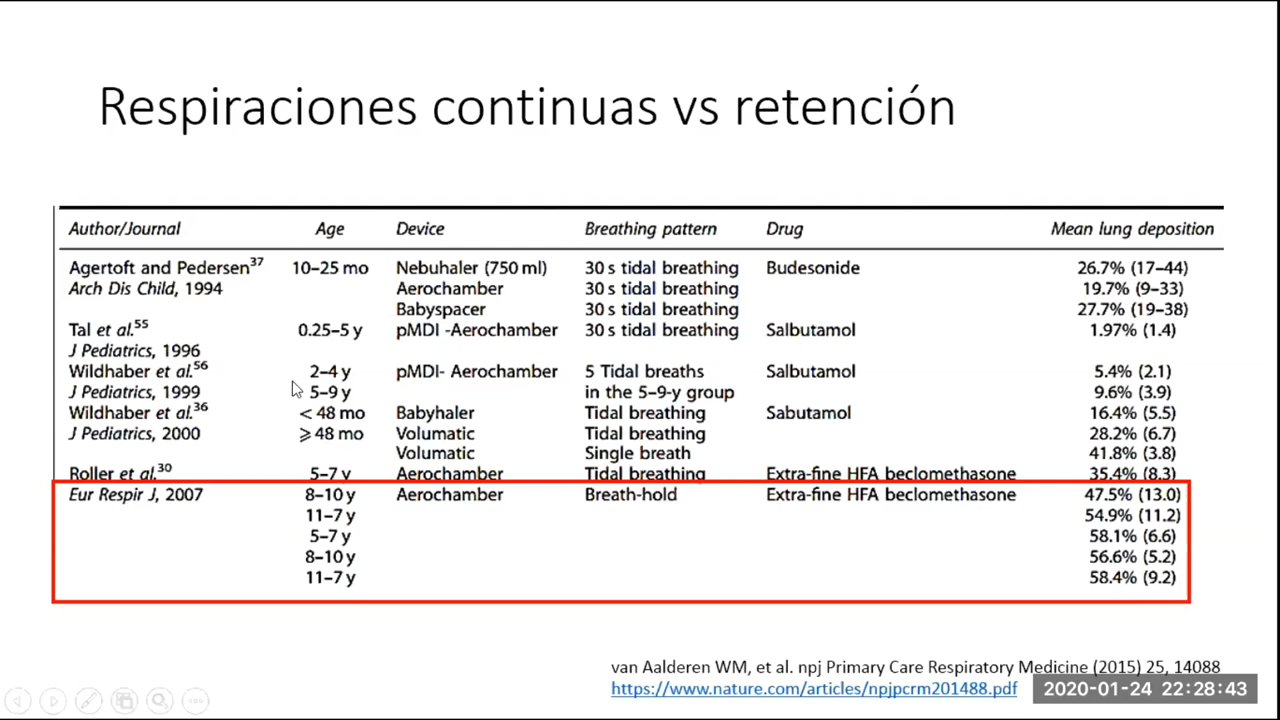 Respiraciones continuas vs retención
Author/Journal Age Device Breathing pattern Drug Mean lung deposition
Agertoft and Pedersen37 10–25 mo Nebuhaler (750 ml) 30 s tidal breathing Budesonide 26.7% (17–44)
Arch Dis Child, 1994 Aerochamber 30 s tidal breathing 19.7% (9–33)
Babyspacer 30 s tidal breathing 27.7% (19–38)
Tal et al.55 0.25–5 y pMDI -Aerochamber 30 s tidal breathing Salbutamol 1.97% (1.4)
J Pediatrics, 1996
Wildhaber et al.56 2–4 y pMDI- Aerochamber 5 Tidal breaths Salbutamol 5.4% (2.1)
J Pediatrics, 1999 5–9 y in the 5–9-y group 9.6% (3.9)
Wildhaber et al.36 < 48 mo Babyhaler Tidal breathing Sabutamol 16.4% (5.5)
J Pediatrics, 2000 ⩾ 48 mo Volumatic Tidal breathing 28.2% (6.7)
Volumatic Single breath 41.8% (3.8)
Roller et al.30 5–7 y Aerochamber Tidal breathing Extra-fine HFA beclomethasone 35.4% (8.3)
Eur Respir J, 2007 8–10 y Aerochamber Breath-hold Extra-fine HFA beclomethasone 47.5% (13.0)
11–7 y 54.9% (11.2)
5–7 y 58.1% (6.6)
8–10 y 56.6% (5.2)
11–7 y 58.4% (9.2)
van Aalderen WM, et al. npj Primary Care Respiratory Medicine (2015) 25, 14088
https://www.nature.com/articles/npjpcrm201488.pdf
2020-01-24 22:28:43